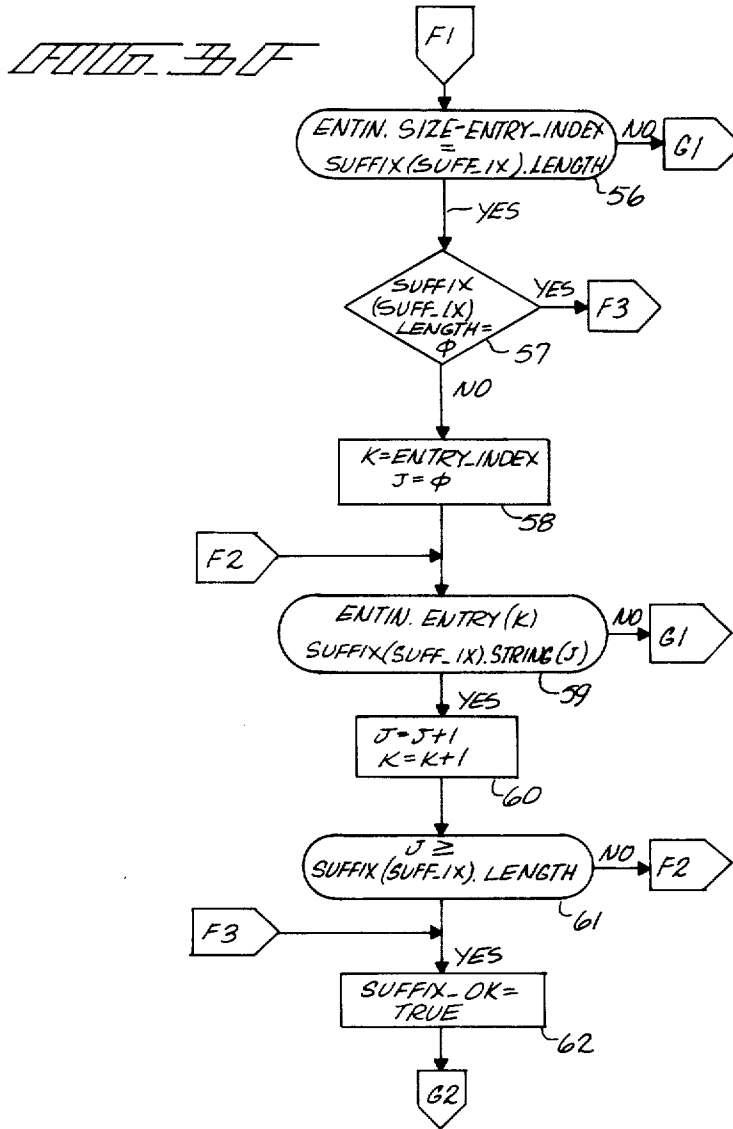 FIG. 3F
F1
ENTIN. SIZE-ENTRY_INDEX
=
SUFFIX(SUFF_IX).LENGTH
NO
G1
56
YES
SUFFIX
(SUFF_IX)
LENGTH=
φ
YES
F3
57
NO
K=ENTRY_INDEX
J=φ
58
F2
ENTIN. ENTRY(K)
SUFFIX(SUFF_IX).STRING(J)
NO
G1
59
YES
J=J+1
K=K+1
60
J ≥
SUFFIX(SUFF_IX). LENGTH
NO
F2
61
F3
YES
SUFFIX_OK=
TRUE
62
G2